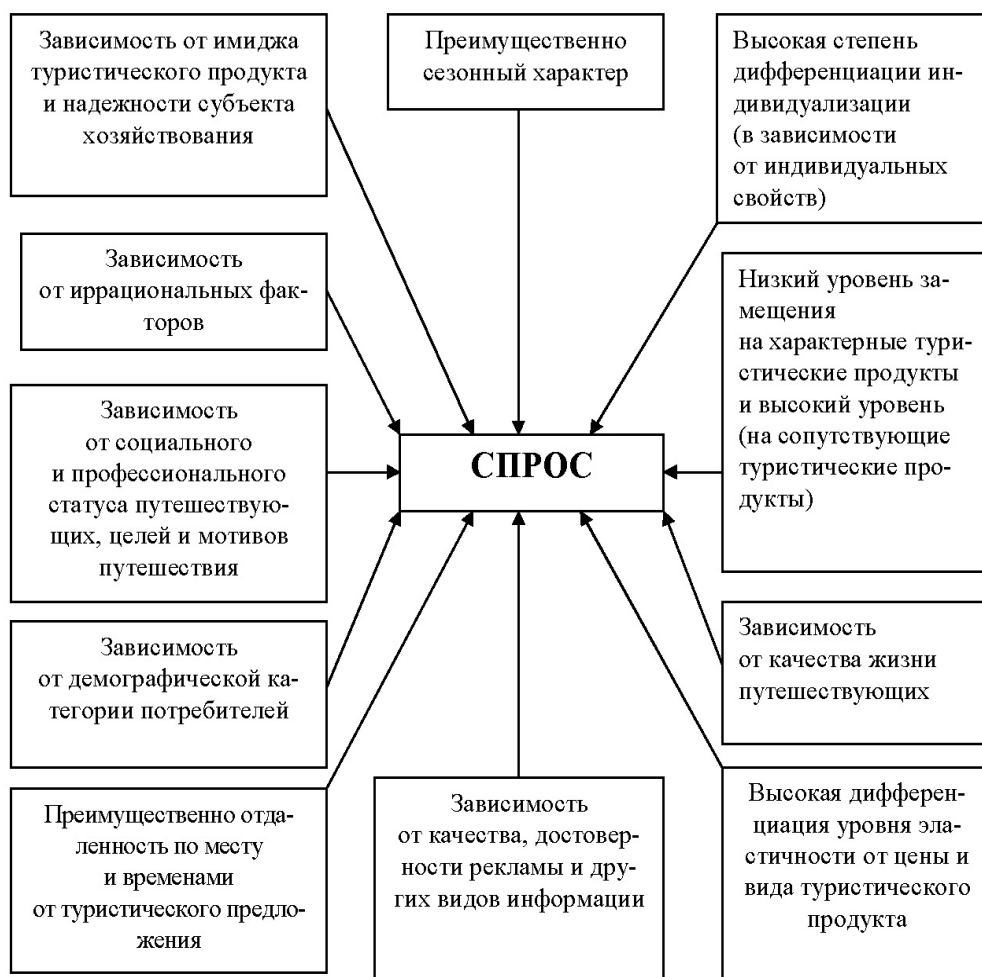 Зависимость от имиджа
туристического продукта
и надежности субъекта
хозяйствования
Преимущественно
сезонный характер
Высокая степень
дифференциации ин-
дивидуализации
(в зависимости
от индивидуальных
свойств)
Зависимость
от иррациональных фак-
торов
Низкий уровень за-
мещения
на характерные тури-
стические продукты
и высокий уровень
(на сопутствующие
туристические про-
дукты)
Зависимость
от социального
и профессионального
статуса путешествую-
щих, целей и мотивов
путешествия
СПРОС
Зависимость
от демографической ка-
тегории потребителей
Зависимость
от качества жизни
путешествующих
Преимущественно отда-
ленность по месту
и временами
от туристического предло-
жения
Зависимость
от качества, достовер-
ности рекламы и дру-
гих видов информации
Высокая дифферен-
циация уровня эла-
стичности от цены и
вида туристического
продукта